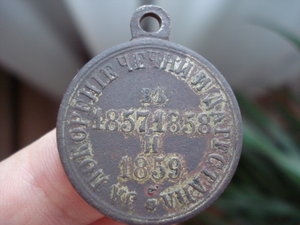 ЗА ПОКОРЕНІЕ ЧЕЧНИ И ДАГЕСТАНА
ВЪ
1857.1858
И
1859